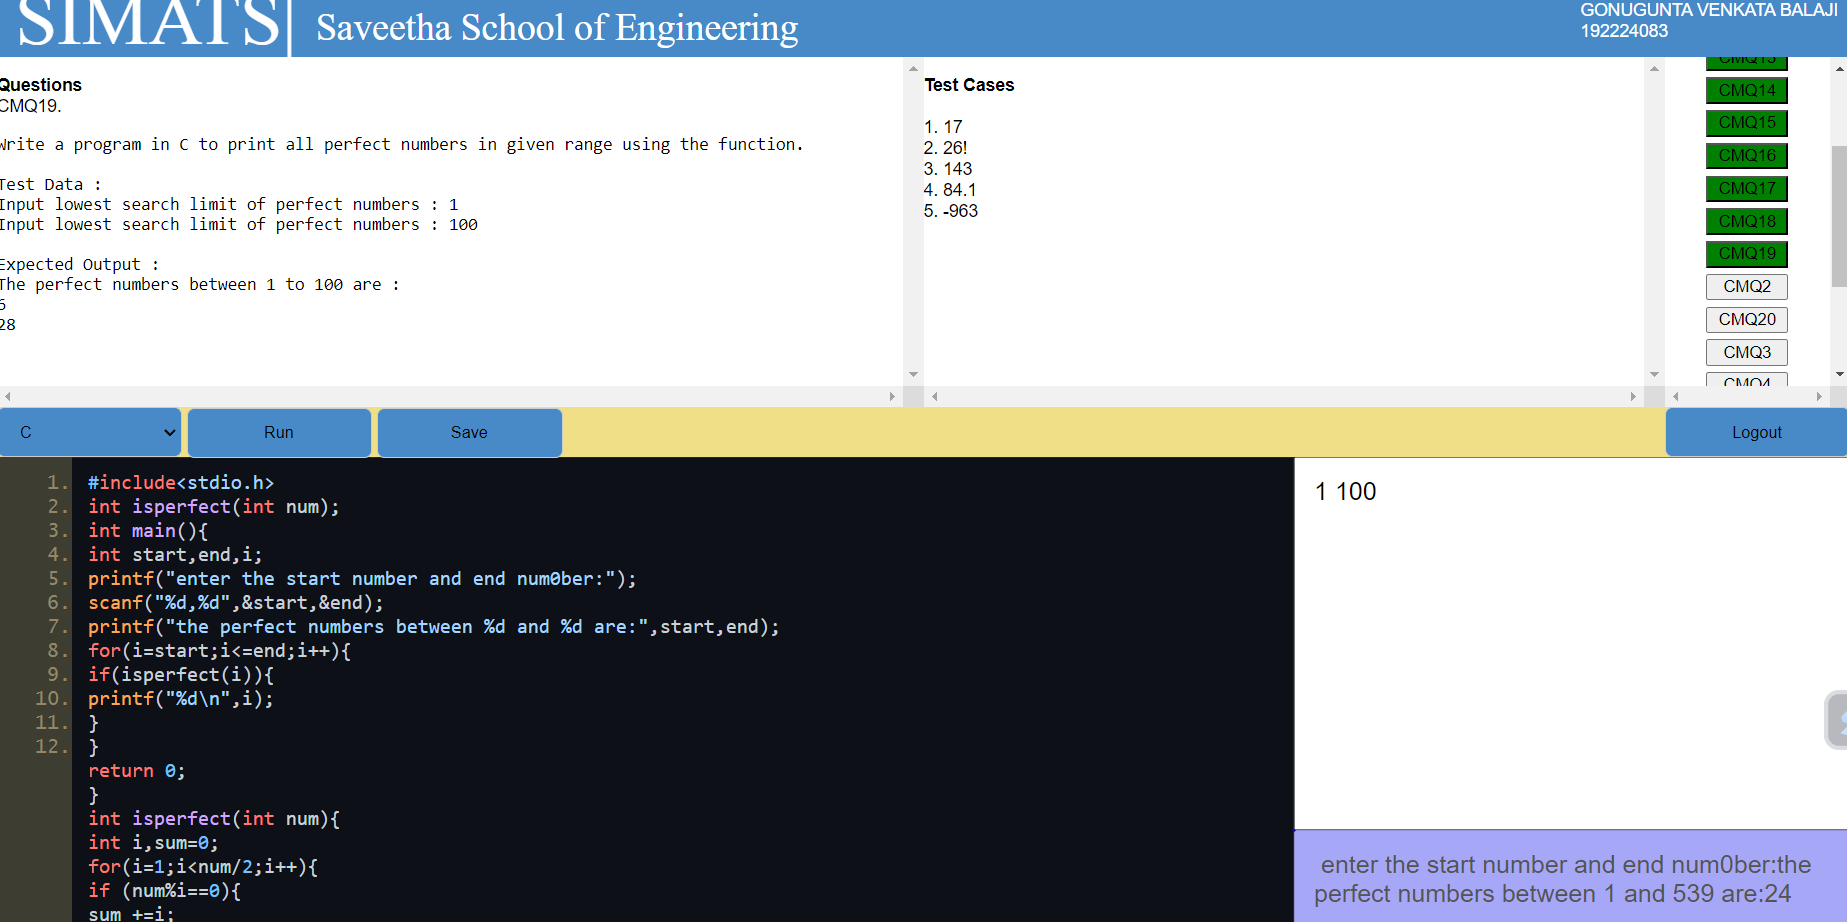 SIMATS
Saveetha School of Engineering
GONUGUNTA VENKATA BALAJI
192224083
Questions
CMQ19.
Write a program in C to print all perfect numbers in given range using the function.
Test Data :
Input lowest search limit of perfect numbers : 1
Input lowest search limit of perfect numbers : 100
Expected Output :
The perfect numbers between 1 to 100 are :
6
28
Test Cases
1. 17
2. 26!
3. 143
4. 84.1
5. -963
CMQ13
CMQ14
CMQ15
CMQ16
CMQ17
CMQ18
CMQ19
CMQ2
CMQ20
CMQ3
CMQ4
C
Run
Save
Logout
1. #include<stdio.h>
2. int isperfect(int num);
3. int main(){
4. int start,end,i;
5. printf("enter the start number and end num0ber:");
6. scanf("%d,%d",&start,&end);
7. printf("the perfect numbers between %d and %d are:",start,end);
8. for(i=start;i<=end;i++){
9. if(isperfect(i)){
10. printf("%d\n",i);
11. }
12. }
return 0;
}
int isperfect(int num){
int i,sum=0;
for(i=1;i<num/2;i++){
if (num%i==0){
sum +=i;
1 100
enter the start number and end num0ber:the
perfect numbers between 1 and 539 are:24